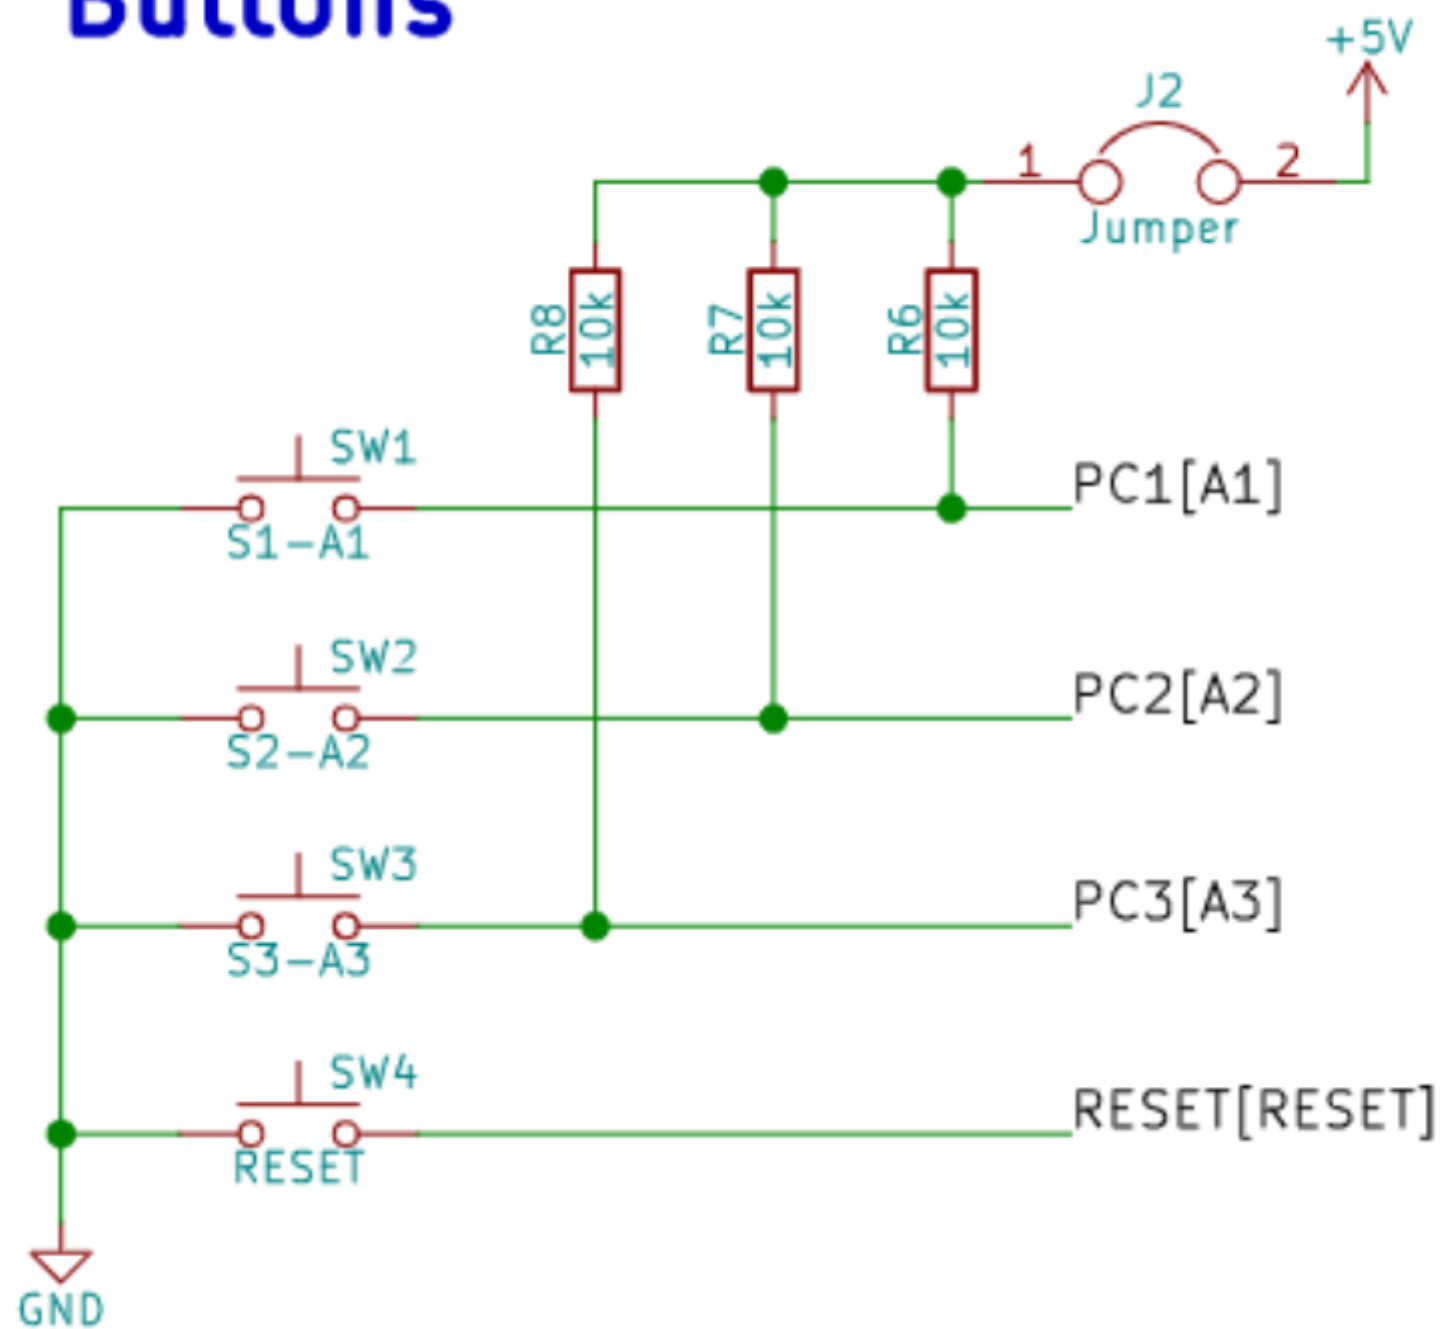 Buttons
+5V
J2
1 2
Jumper
R8 10k R7 10k R6 10k
SW1
PC1[A1]
S1-A1
SW2
PC2[A2]
S2-A2
SW3
PC3[A3]
S3-A3
SW4
RESET[RESET]
RESET
GND